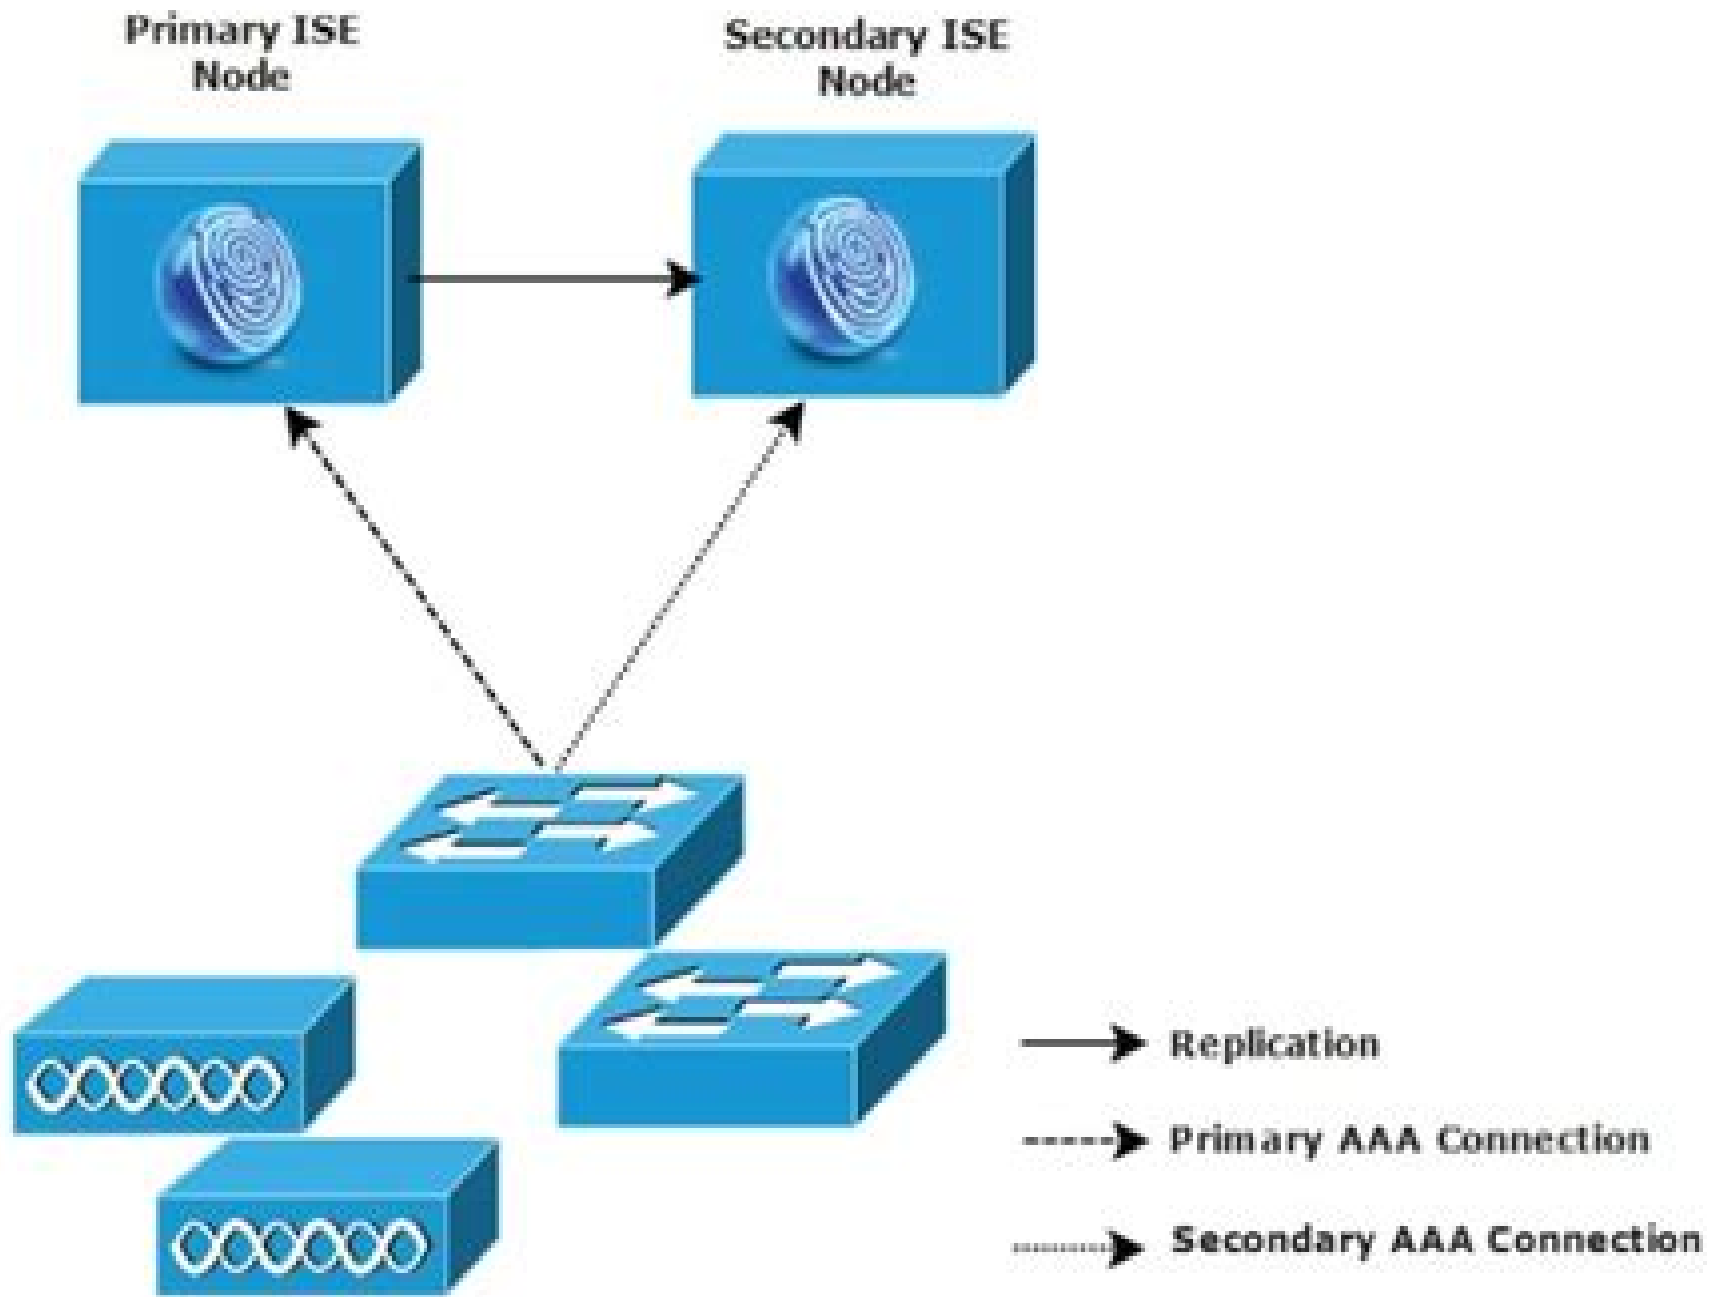 Primary ISE
Node
Secondary ISE
Node
Replication
Primary AAA Connection
Secondary AAA Connection